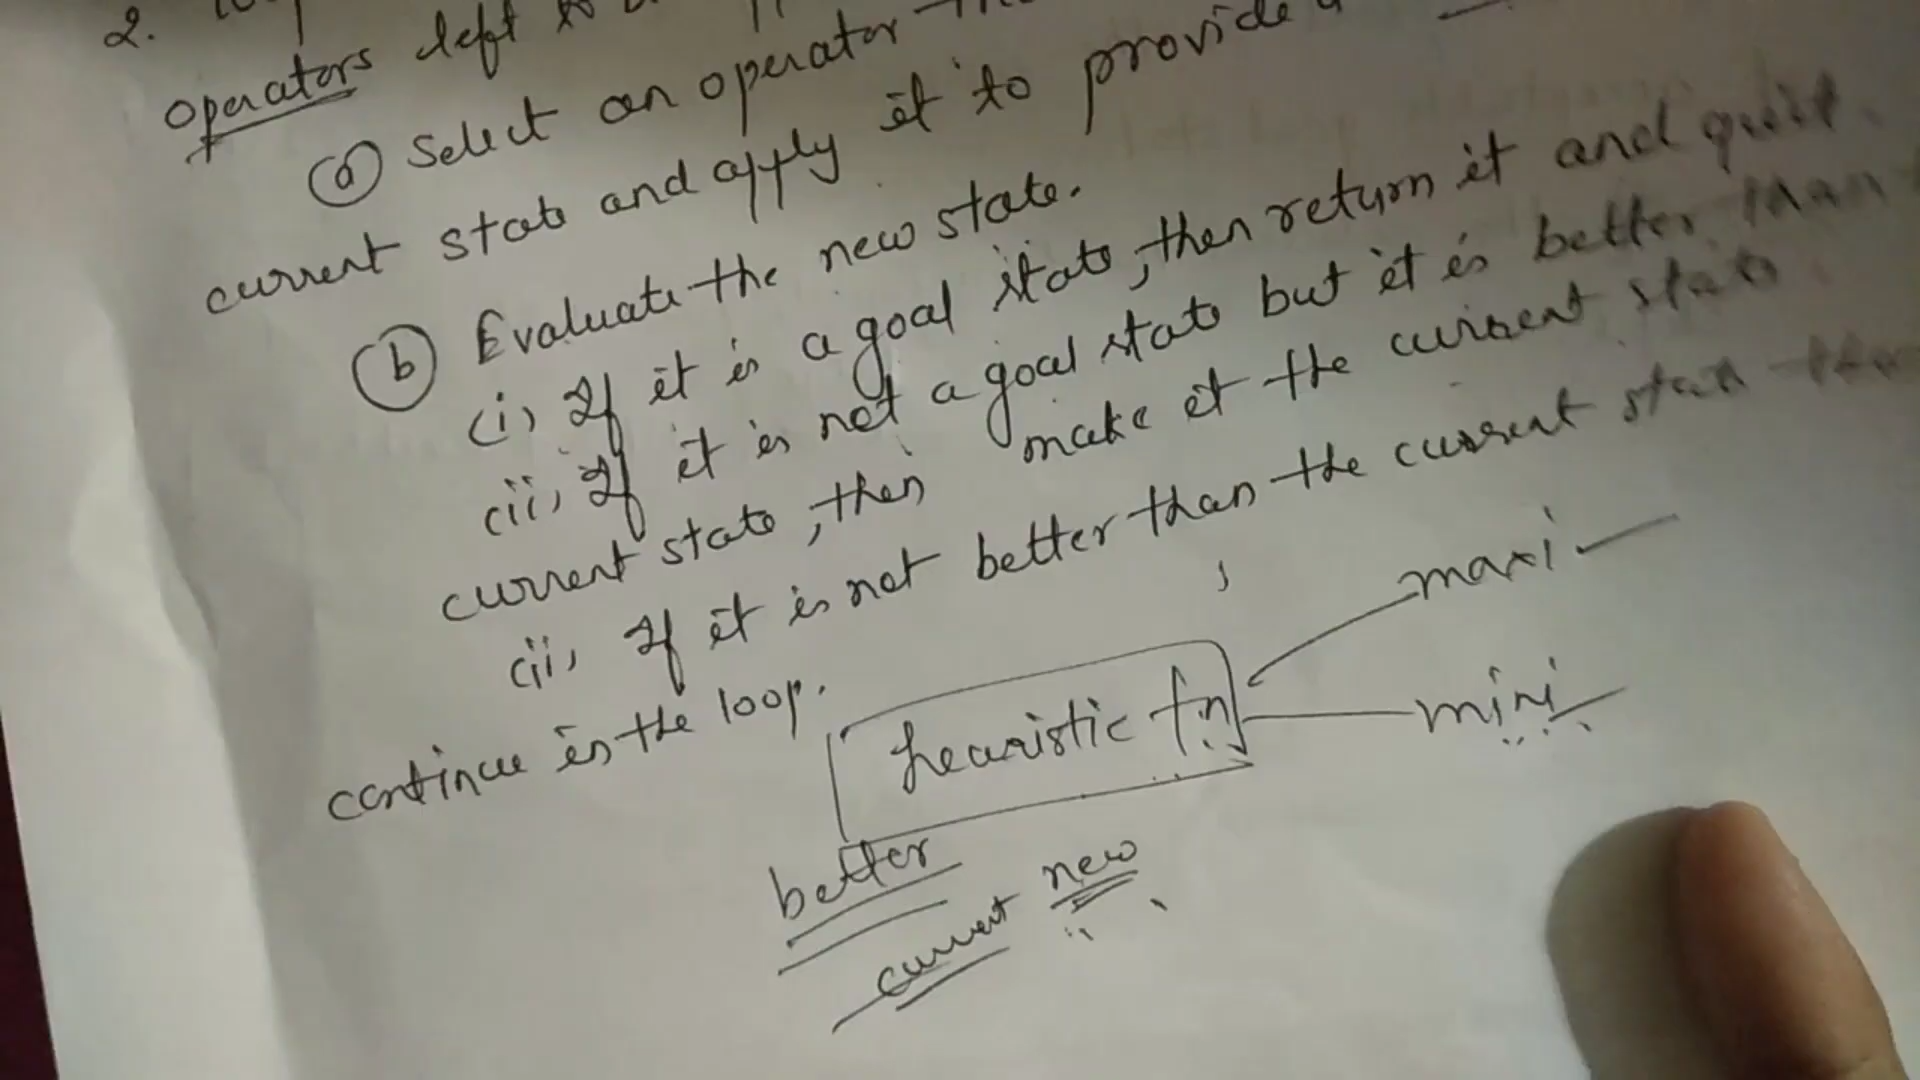 2.
operators left to
(a) Select an operator
current state and apply it to provide
(b) Evaluate the new state.
(i) If it is a goal state, then return it and quit.
(ii) If it is not a goal state but it is better than
current state, then make it the current state
(ii) If it is not better than the current state
continue in the loop.
heuristic fn
maxi
mini
better
current new